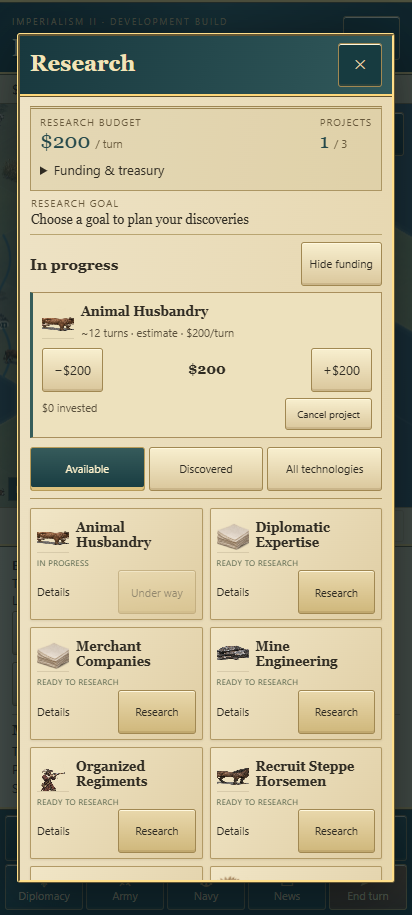 IMPERIALISM II · DEVELOPMENT BUILD
Research
×
RESEARCH BUDGET
PROJECTS
$200 / turn
1 / 3
▶ Funding & treasury
RESEARCH GOAL
Choose a goal to plan your discoveries
In progress
Hide funding
Animal Husbandry
~12 turns · estimate · $200/turn
−$200
$200
+$200
$0 invested
Cancel project
Available
Discovered
All technologies
Animal
Husbandry
IN PROGRESS
Details
Under way
Diplomatic
Expertise
READY TO RESEARCH
Details
Research
Merchant
Companies
READY TO RESEARCH
Details
Research
Mine
Engineering
READY TO RESEARCH
Details
Research
Organized
Regiments
READY TO RESEARCH
Details
Research
Recruit Steppe
Horsemen
READY TO RESEARCH
Details
Research
Diplomacy
Army
Navy
News
End turn